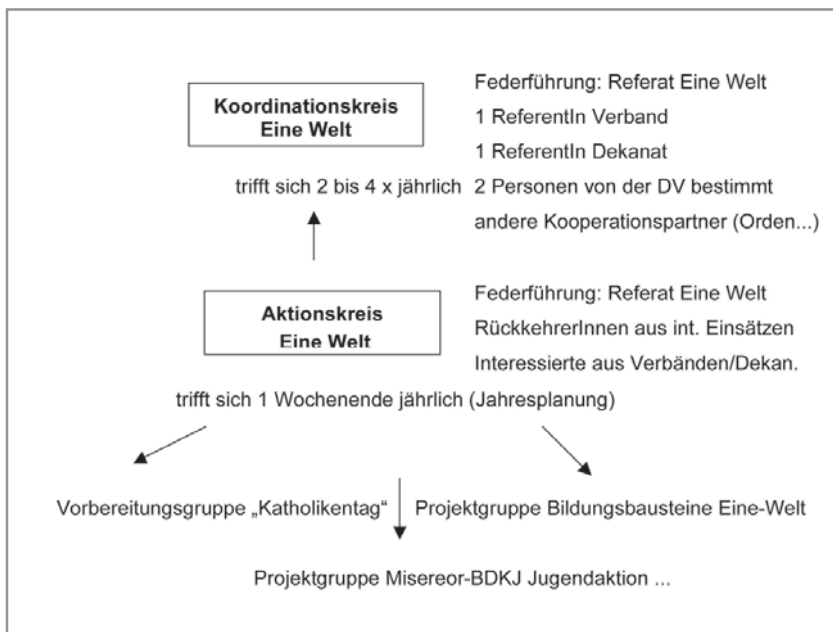 Koordinationskreis
Eine Welt
trifft sich 2 bis 4 x jährlich
Federführung: Referat Eine Welt
1 ReferentIn Verband
1 ReferentIn Dekanat
2 Personen von der DV bestimmt
andere Kooperationspartner (Orden...)
Aktionskreis
Eine Welt
Federführung: Referat Eine Welt
RückkehrerInnen aus int. Einsätzen
Interessierte aus Verbänden/Dekan.
trifft sich 1 Wochenende jährlich (Jahresplanung)
Vorbereitungsgruppe „Katholikentag“
Projektgruppe Bildungsbausteine Eine-Welt
Projektgruppe Misereor-BDKJ Jugendaktion ...